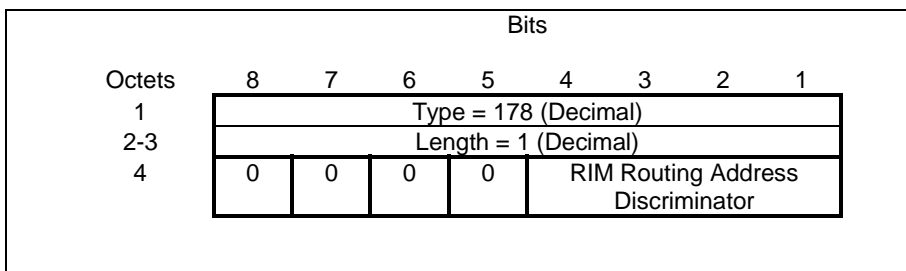 Bits
Octets 8 7 6 5 4 3 2 1
1 Type = 178 (Decimal)
2-3 Length = 1 (Decimal)
4 0 0 0 0 RIM Routing Address
Discriminator